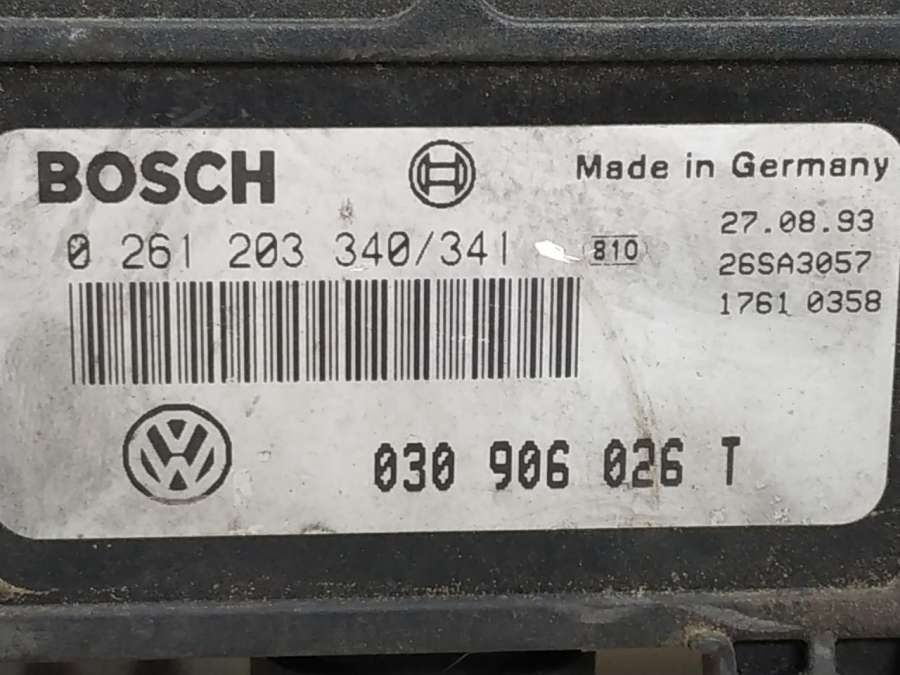 BOSCH
Made in Germany
0 261 203 340/341
810
27.08.93
26SA3057
1761 0358
030 906 026 T